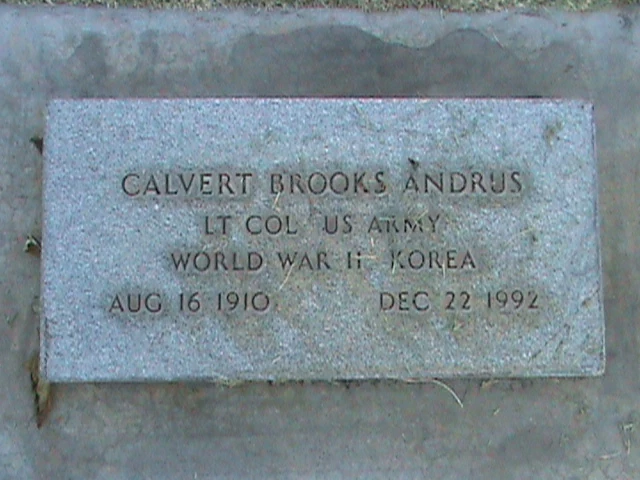 CALVERT BROOKS ANDRUS
LT COL US ARMY
WORLD WAR II KOREA
AUG 16 1910 DEC 22 1992